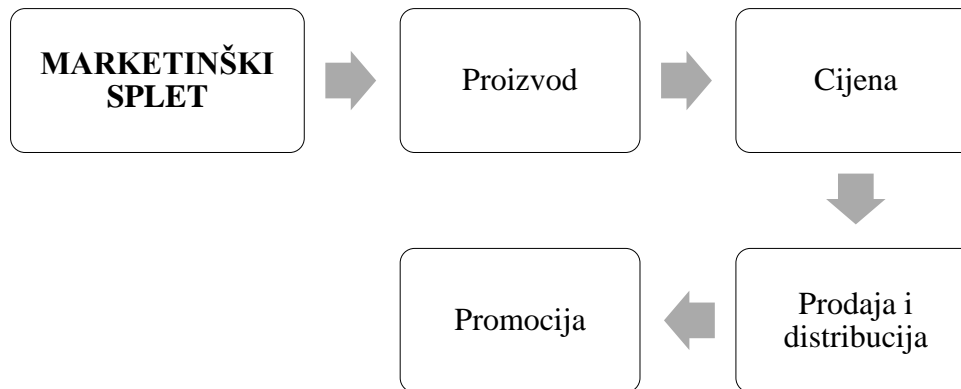 MARKETINŠKI
SPLET
Proizvod
Cijena
Prodaja i
distribucija
Promocija